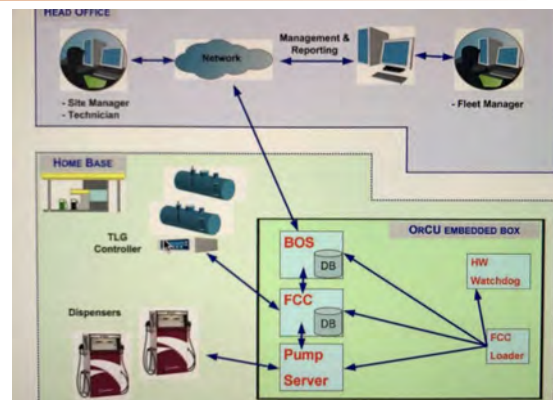 HEAD OFFICE
Management &
Reporting
Network
- Site Manager
- Technician
- Fleet Manager
HOME BASE
TLG
Controller
ORCU EMBEDDED BOX
BOS
DB
HW
Watchdog
FCC
DB
Dispensers
Pump
Server
FCC
Loader